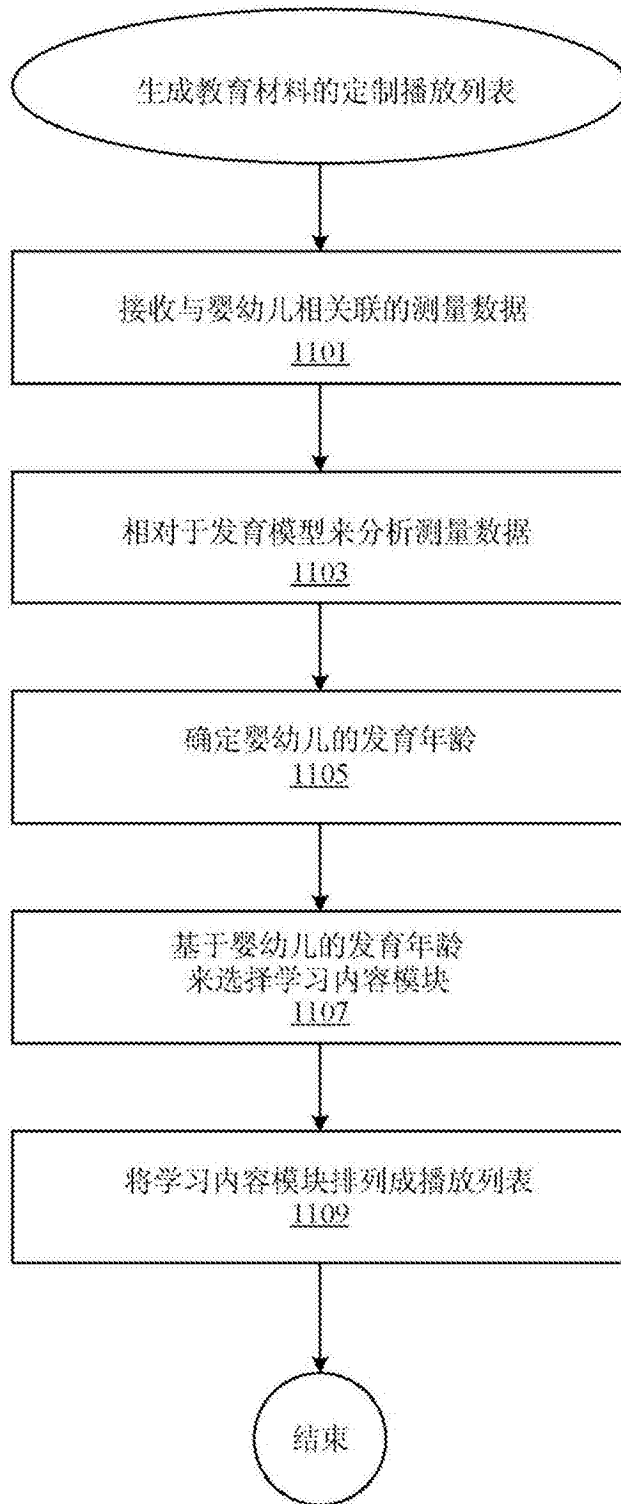 生成教育材料的定制播放列表
接收与婴幼儿相关联的测量数据
1101
相对于发育模型来分析测量数据
1103
确定婴幼儿的发育年龄
1105
基于婴幼儿的发育年龄
来选择学习内容模块
1107
将学习内容模块排列成播放列表
1109
结束